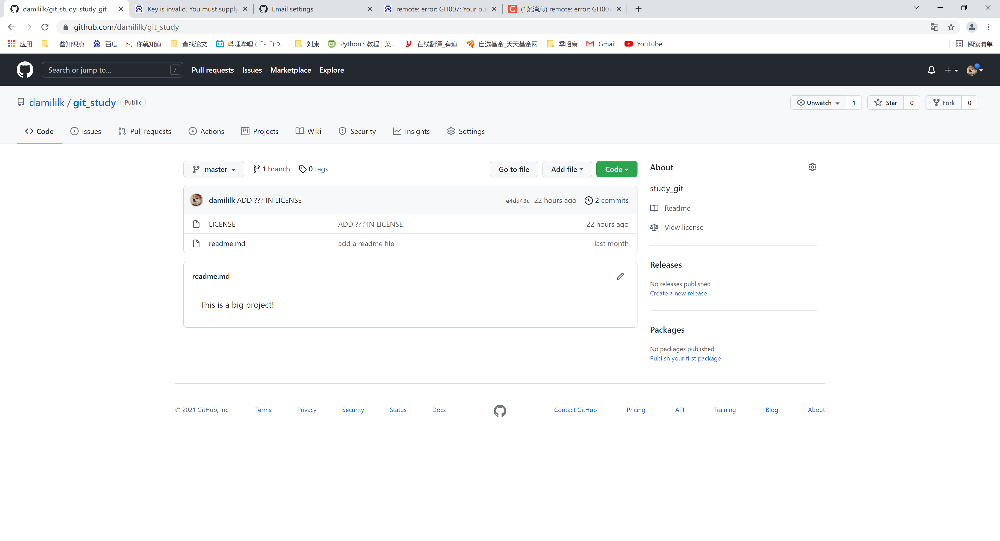 damililk/git_study: study_git
Key is invalid. You must supply
Email settings
remote: error: GH007: Your pus
(1条消息) remote: error: GH007
github.com/damililk/git_study
应用 一些知识点 百度一下，你就知道 查找论文 哔哩哔哩 (゜-゜)つ... 刘康 Python3 教程 | 菜... 在线翻译_有道 自选基金_天天基金网 季昭康 Gmail YouTube 阅读清单
Search or jump to... / Pull requests Issues Marketplace Explore
damililk / git_study Public
Unwatch 1 Star 0 Fork 0
Code Issues Pull requests Actions Projects Wiki Security Insights Settings
master 1 branch 0 tags Go to file Add file Code
damililk ADD ??? IN LICENSE e4dd43c 22 hours ago 2 commits
LICENSE ADD ??? IN LICENSE 22 hours ago
readme.md add a readme file last month
readme.md
This is a big project!
About
study_git
Readme
View license
Releases
No releases published
Create a new release
Packages
No packages published
Publish your first package
© 2021 GitHub, Inc. Terms Privacy Security Status Docs Contact GitHub Pricing API Training Blog About